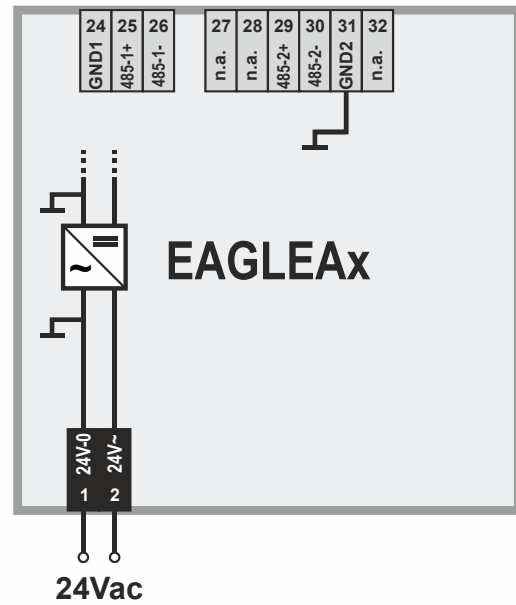 24 25 26 27 28 29 30 31 32
GND1 485-1+ 485-1- n.a. n.a. 485-2+ 485-2- GND2 n.a.
~
EAGLEAx
24V-0 24V~
1 2
24Vac